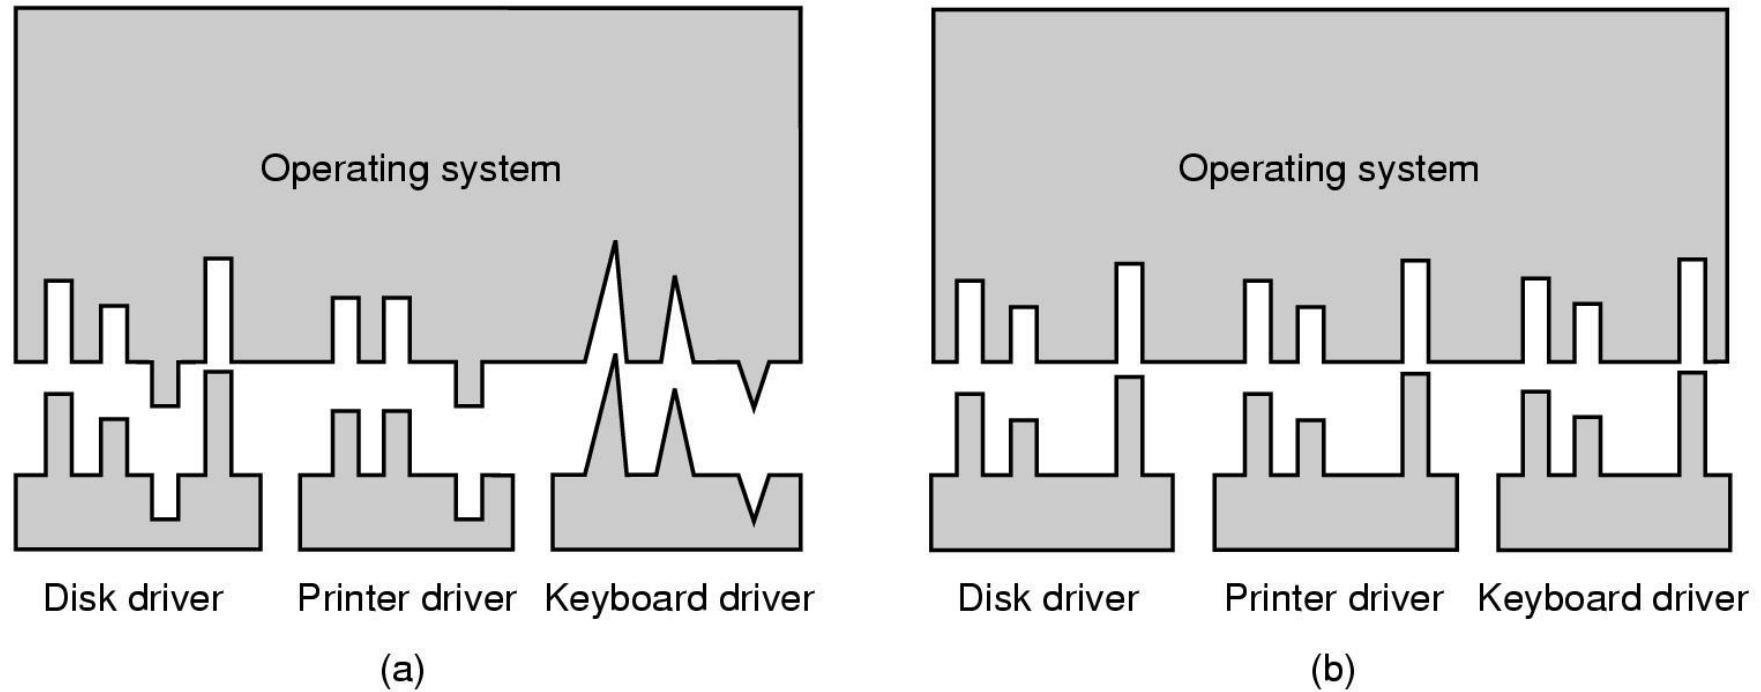 Operating system
Operating system
Disk driver
Printer driver
Keyboard driver
Disk driver
Printer driver
Keyboard driver
(a)
(b)